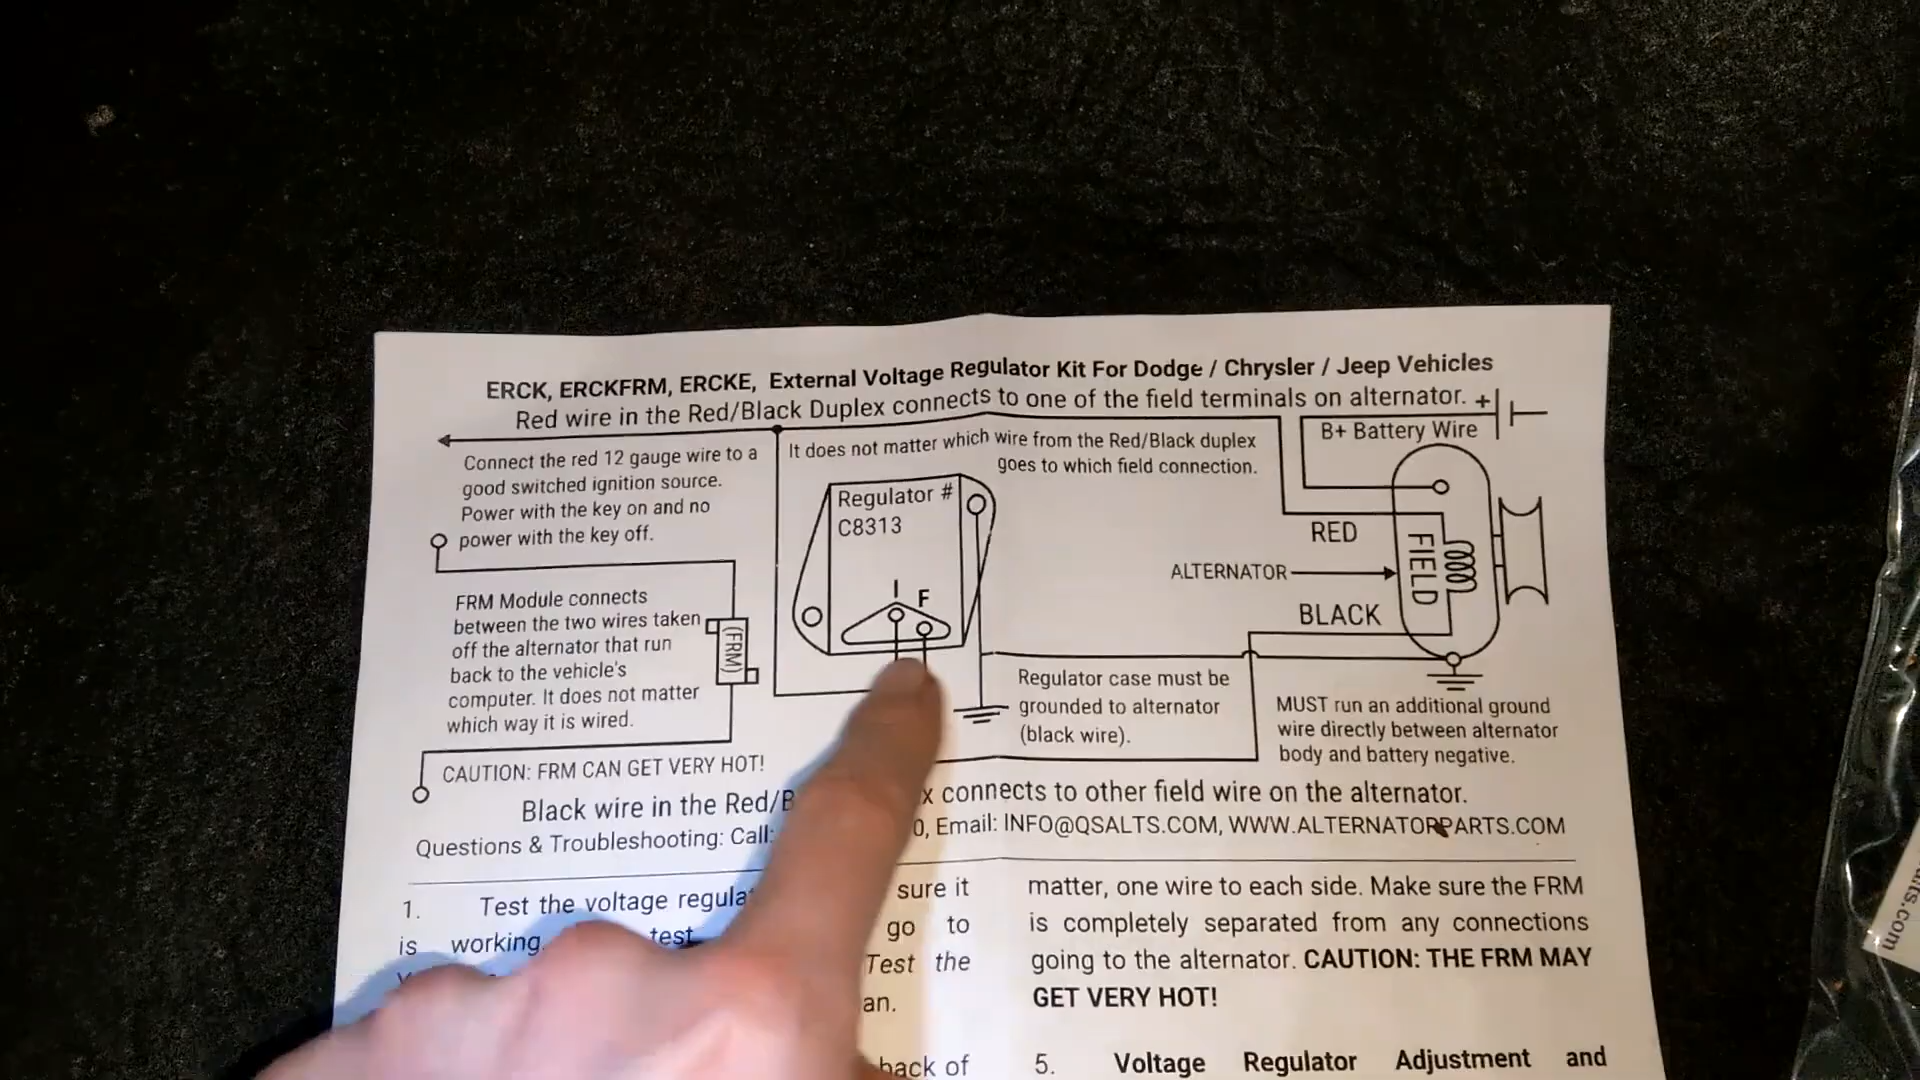 ERCK, ERCKFRM, ERCKE, External Voltage Regulator Kit For Dodge / Chrysler / Jeep Vehicles
Red wire in the Red/Black Duplex connects to one of the field terminals on alternator.
+
B+ Battery Wire
It does not matter which wire from the Red/Black duplex
goes to which field connection.
Connect the red 12 gauge wire to a
good switched ignition source.
Power with the key on and no
power with the key off.
Regulator #
C8313
I
F
RED
ALTERNATOR
FIELD
BLACK
FRM Module connects
between the two wires taken
off the alternator that run
back to the vehicle's
computer. It does not matter
which way it is wired.
(FRM)
Regulator case must be
grounded to alternator
(black wire).
MUST run an additional ground
wire directly between alternator
body and battery negative.
CAUTION: FRM CAN GET VERY HOT!
Black wire in the connects to other field wire on the alternator.
Questions & Troubleshooting: Call: Email: INFO@QSALTS.COM, WWW.ALTERNATORPARTS.COM
1. Test the voltage sure it
is working. test go to
Test the
back of
matter, one wire to each side. Make sure the FRM
is completely separated from any connections
going to the alternator. CAUTION: THE FRM MAY
GET VERY HOT!
5. Voltage Regulator Adjustment and